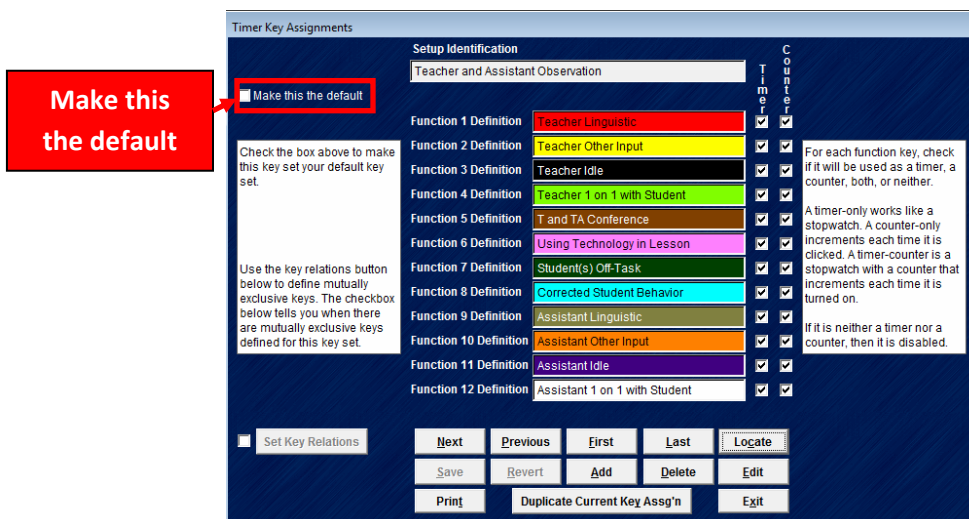 Timer Key Assignments
Setup Identification
Teacher and Assistant Observation
Timer
Counter
Make this
the default
Make this the default
Check the box above to make
this key set your default key
set.
Use the key relations button
below to define mutually
exclusive keys. The checkbox
below tells you when there
are mutually exclusive keys
defined for this key set.
Function 1 Definition Teacher Linguistic
Function 2 Definition Teacher Other Input
Function 3 Definition Teacher Idle
Function 4 Definition Teacher 1 on 1 with Student
Function 5 Definition T and TA Conference
Function 6 Definition Using Technology in Lesson
Function 7 Definition Student(s) Off-Task
Function 8 Definition Corrected Student Behavior
Function 9 Definition Assistant Linguistic
Function 10 Definition Assistant Other Input
Function 11 Definition Assistant Idle
Function 12 Definition Assistant 1 on 1 with Student
For each function key, check
if it will be used as a timer, a
counter, both, or neither.
A timer-only works like a
stopwatch. A counter-only
increments each time it is
clicked. A timer-counter is a
stopwatch with a counter that
increments each time it is
turned on.
If it is neither a timer nor a
counter, then it is disabled.
Set Key Relations
Next Previous First Last Locate
Save Revert Add Delete Edit
Print Duplicate Current Key Assg'n Exit